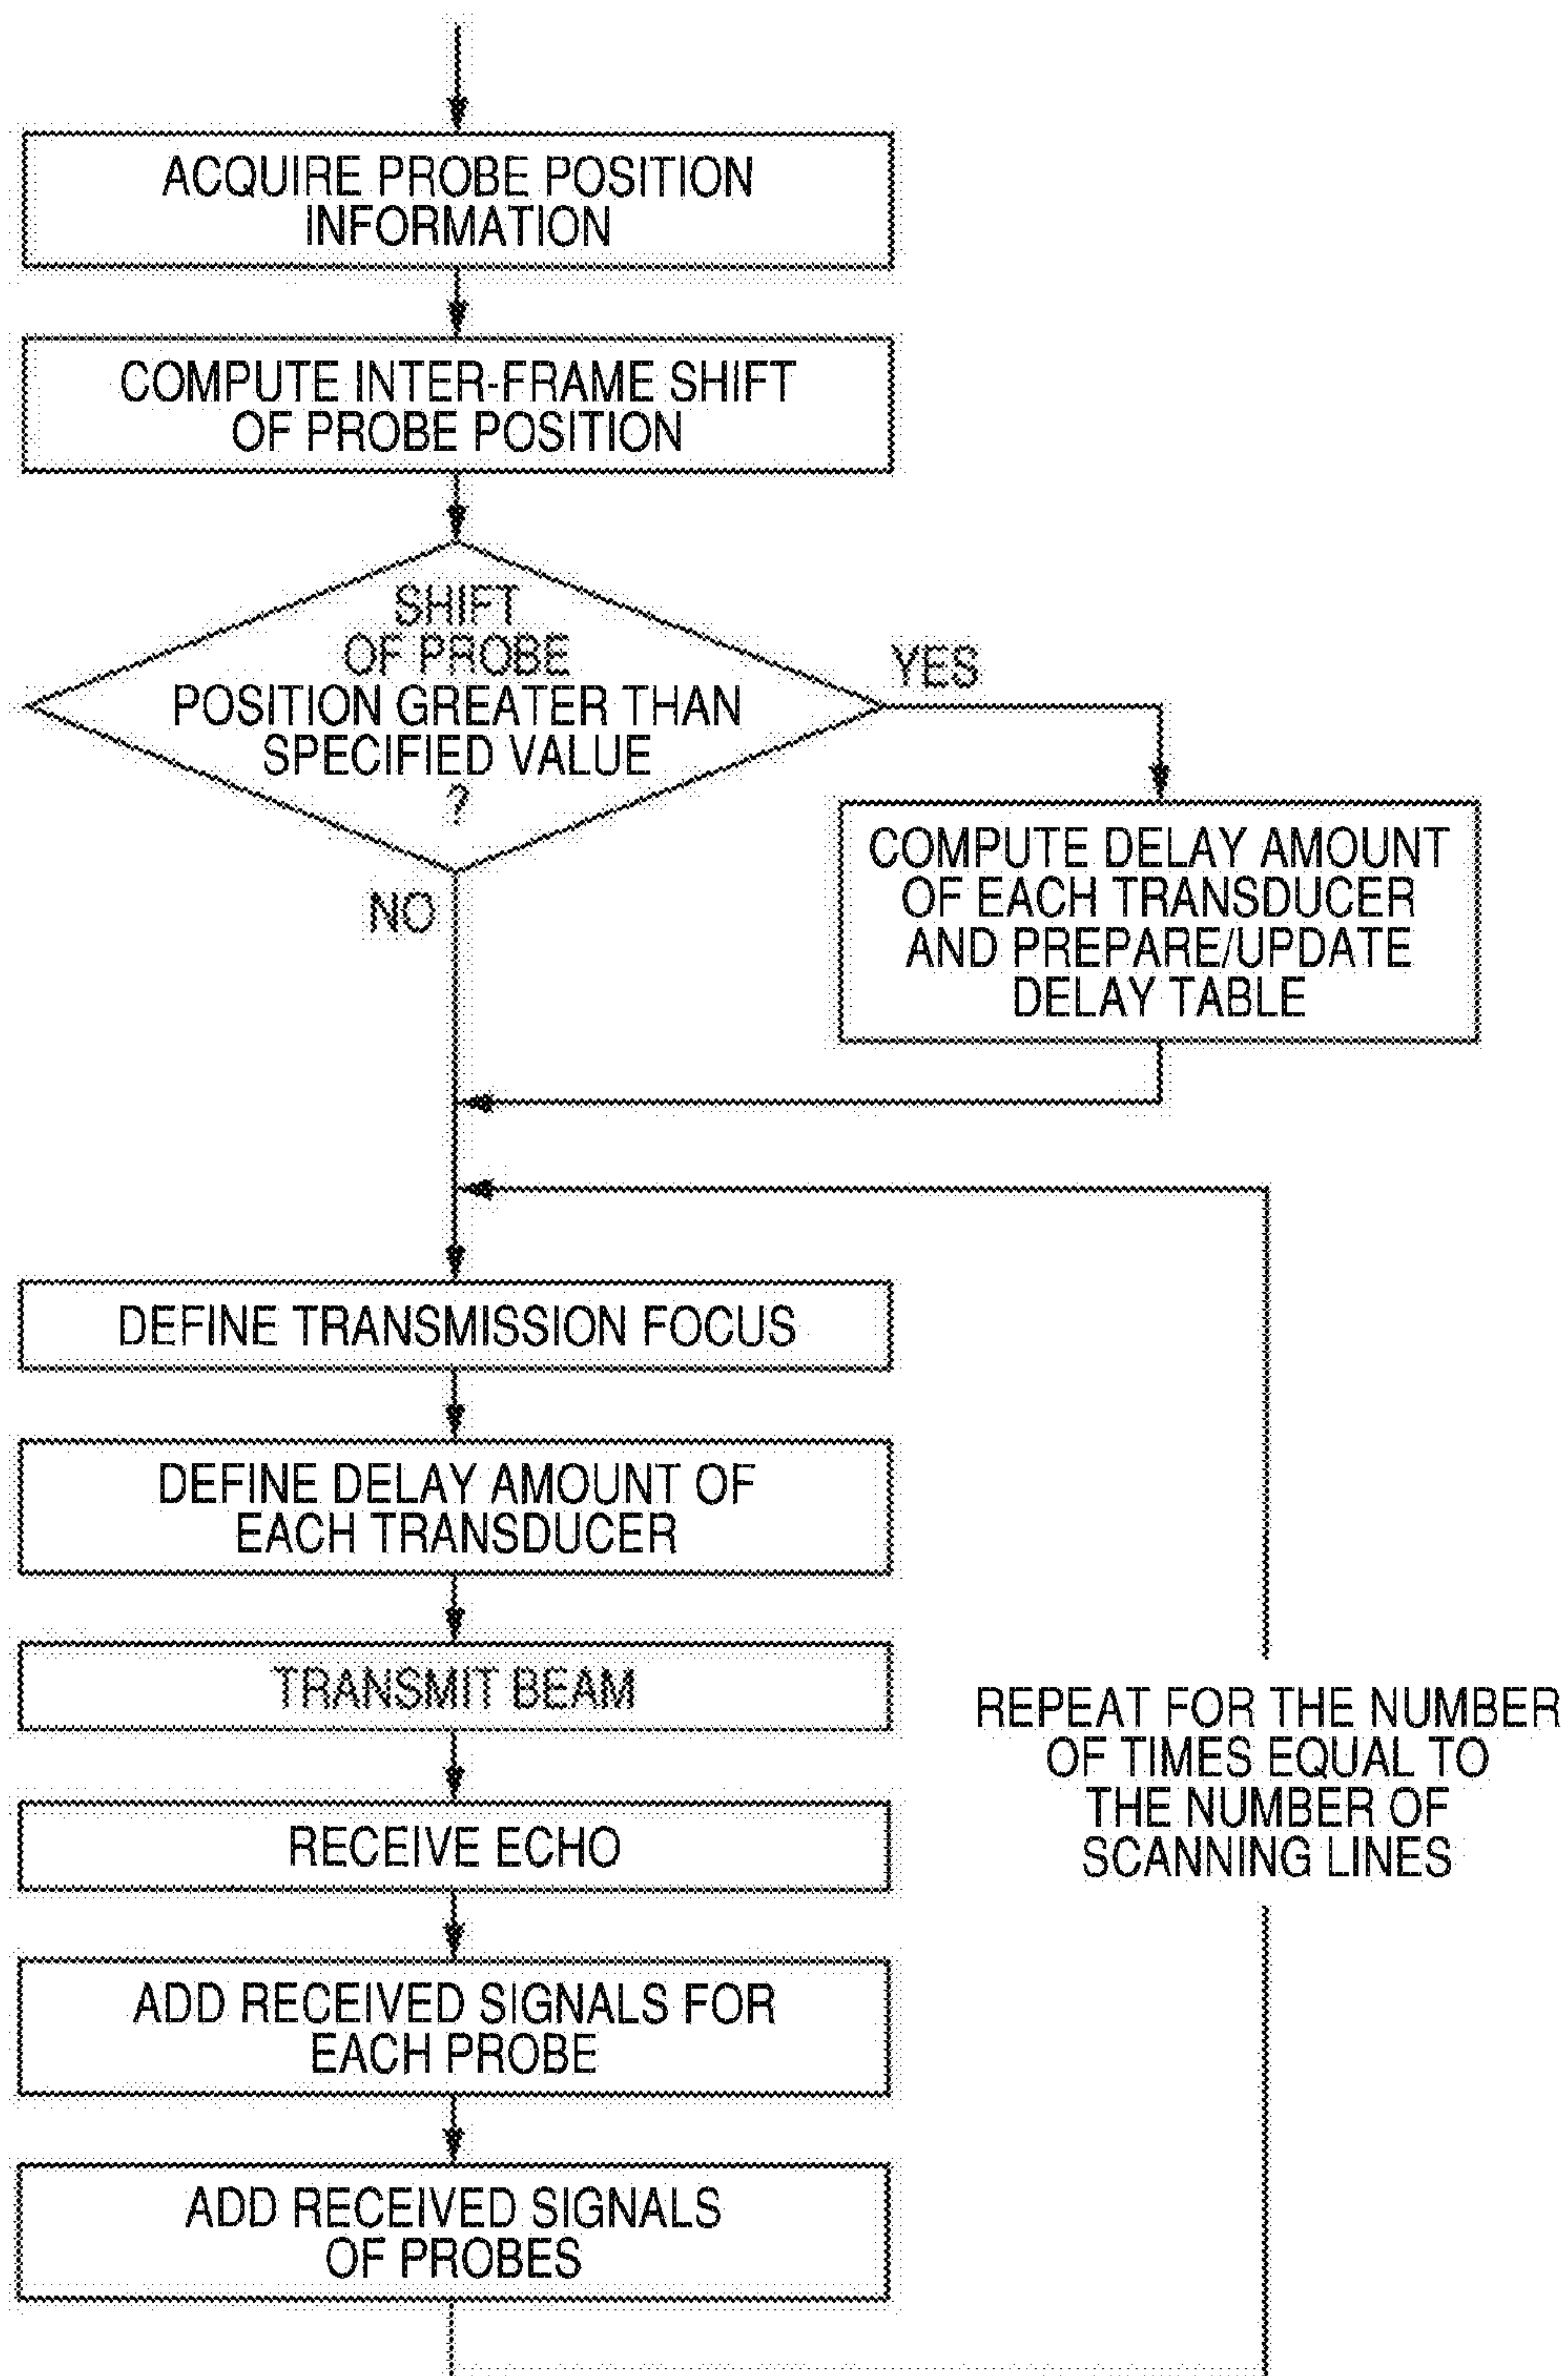 ACQUIRE PROBE POSITION
INFORMATION
COMPUTE INTER-FRAME SHIFT
OF PROBE POSITION
SHIFT
OF PROBE
POSITION GREATER THAN
SPECIFIED VALUE
?
YES
NO
COMPUTE DELAY AMOUNT
OF EACH TRANSDUCER
AND PREPARE/UPDATE
DELAY TABLE
DEFINE TRANSMISSION FOCUS
DEFINE DELAY AMOUNT OF
EACH TRANSDUCER
TRANSMIT BEAM
RECEIVE ECHO
ADD RECEIVED SIGNALS FOR
EACH PROBE
ADD RECEIVED SIGNALS
OF PROBES
REPEAT FOR THE NUMBER
OF TIMES EQUAL TO
THE NUMBER OF
SCANNING LINES